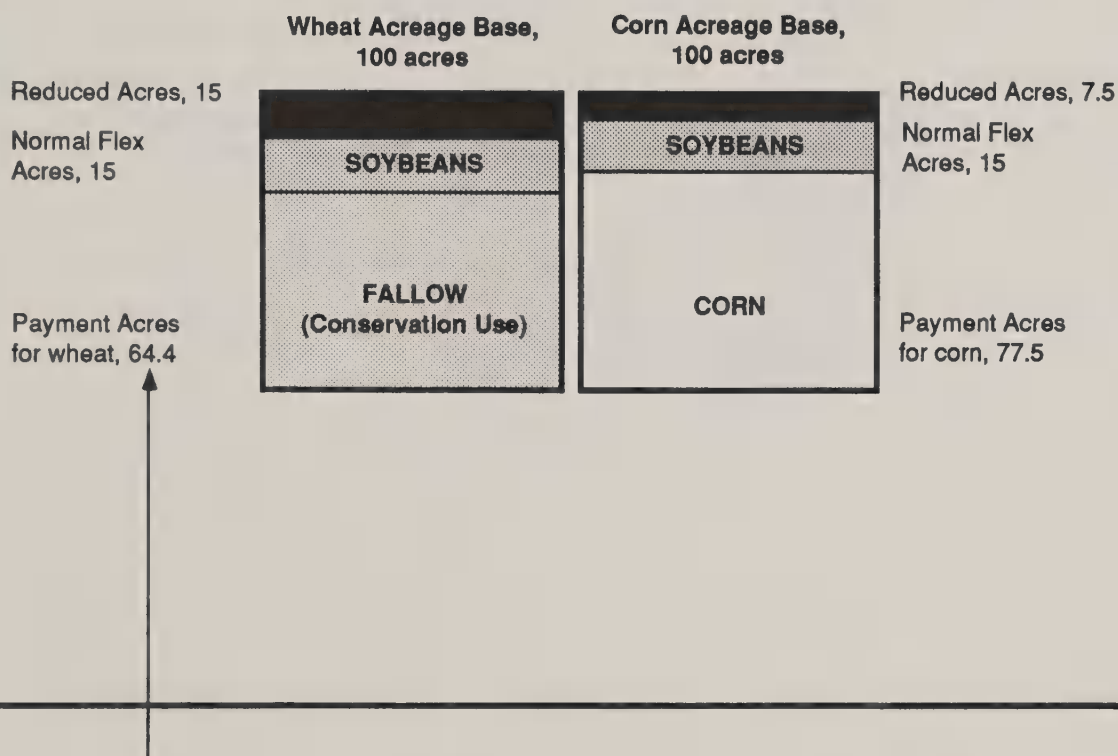 Wheat Acreage Base,
100 acres
Corn Acreage Base,
100 acres
Reduced Acres, 15
Normal Flex
Acres, 15
Payment Acres
for wheat, 64.4
SOYBEANS
FALLOW
(Conservation Use)
SOYBEANS
CORN
Reduced Acres, 7.5
Normal Flex
Acres, 15
Payment Acres
for corn, 77.5